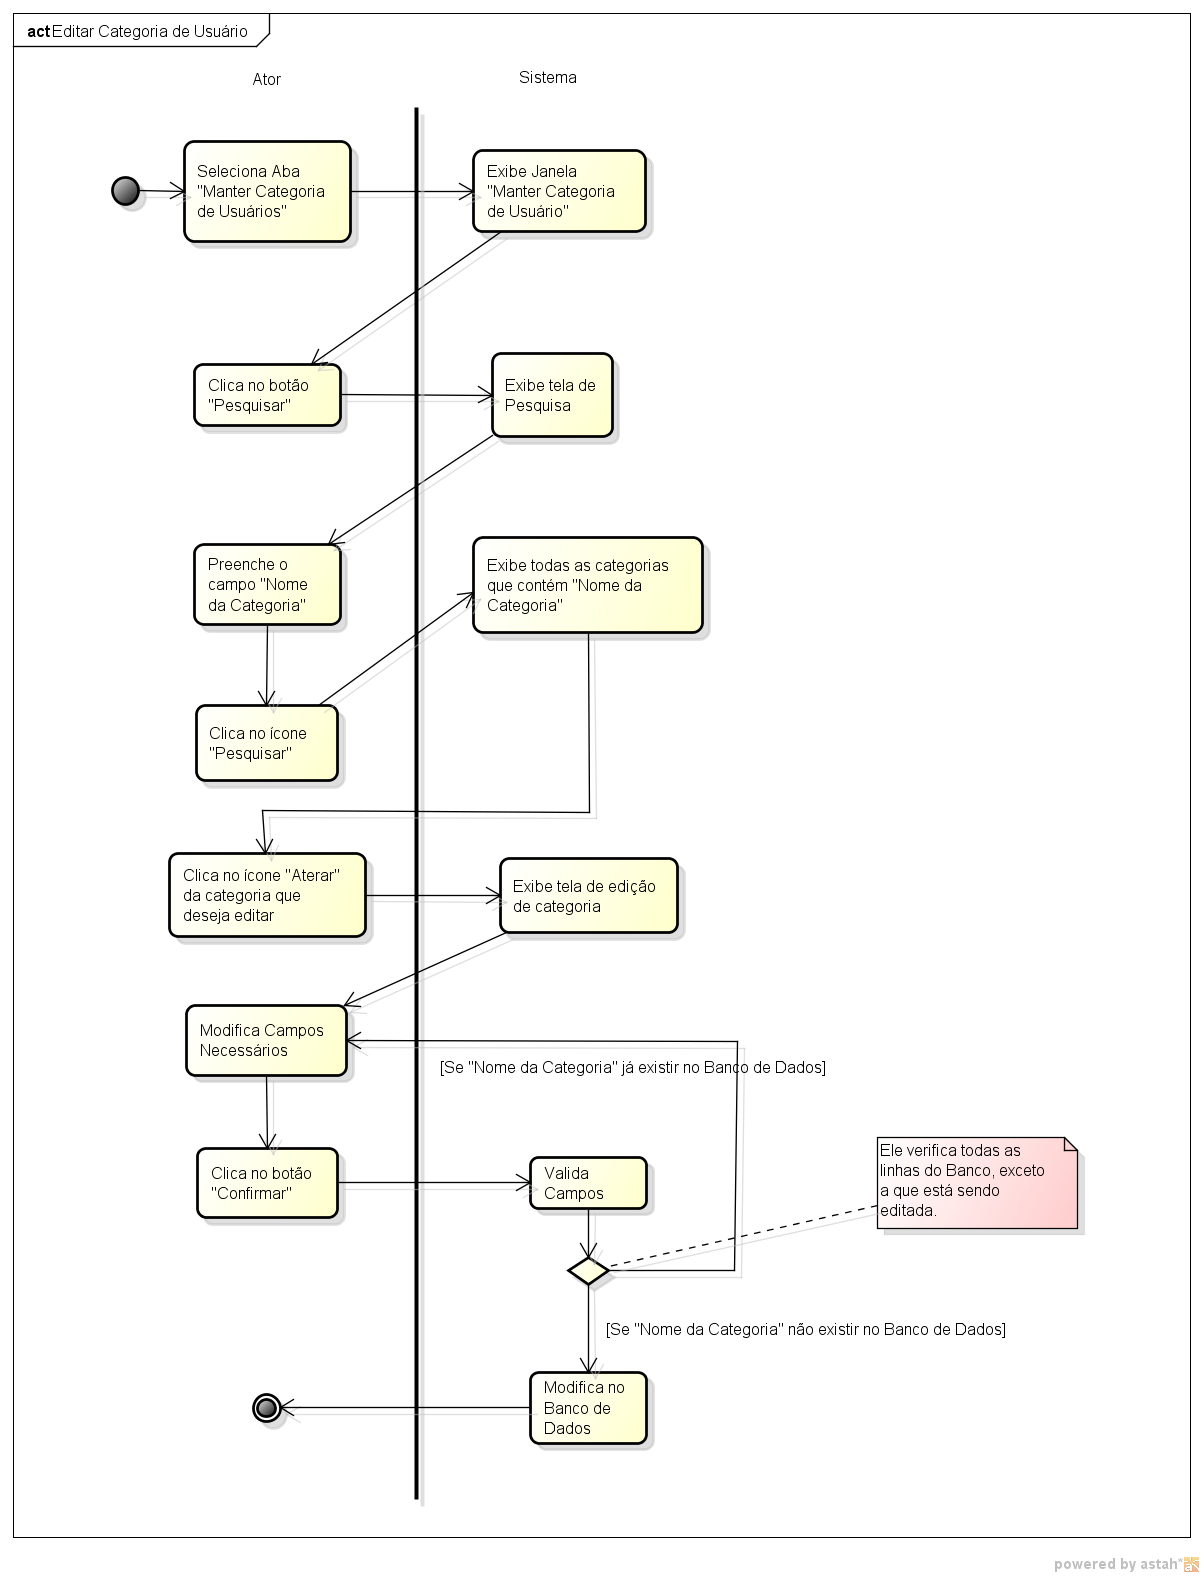 act Editar Categoria de Usuário
Ator
Sistema
Seleciona Aba
"Manter Categoria
de Usuários"
Exibe Janela
"Manter Categoria
de Usuário"
Clica no botão
"Pesquisar"
Exibe tela de
Pesquisa
Preenche o
campo "Nome
da Categoria"
Exibe todas as categorias
que contém "Nome da
Categoria"
Clica no ícone
"Pesquisar"
Clica no ícone "Aterar"
da categoria que
deseja editar
Exibe tela de edição
de categoria
Modifica Campos
Necessários
[Se "Nome da Categoria" já existir no Banco de Dados]
Clica no botão
"Confirmar"
Valida
Campos
Ele verifica todas as
linhas do Banco, exceto
a que está sendo
editada.
[Se "Nome da Categoria" não existir no Banco de Dados]
Modifica no
Banco de
Dados
powered by astah*